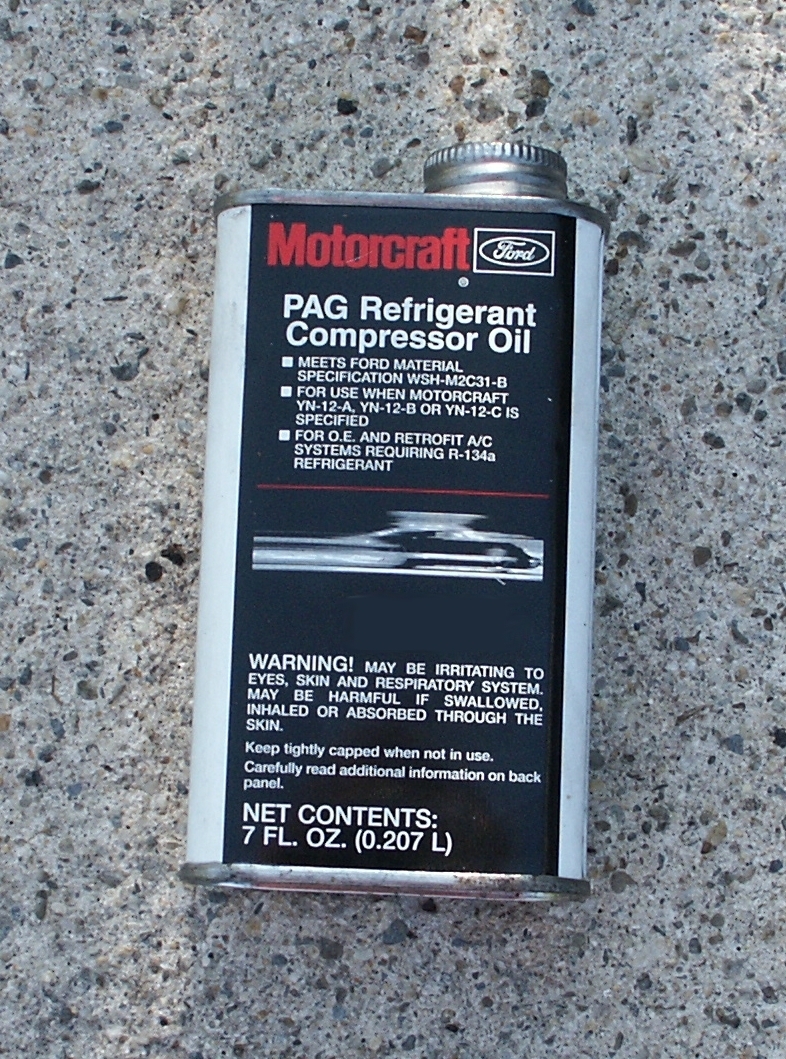 Motorcraft Ford
®
PAG Refrigerant
Compressor Oil
MEETS FORD MATERIAL
SPECIFICATION WSH-M2C31-B
FOR USE WHEN MOTORCRAFT
YN-12-A, YN-12-B OR YN-12-C IS
SPECIFIED
FOR O.E. AND RETROFIT A/C
SYSTEMS REQUIRING R-134a
REFRIGERANT
WARNING! MAY BE IRRITATING TO
EYES, SKIN AND RESPIRATORY SYSTEM.
MAY BE HARMFUL IF SWALLOWED,
INHALED OR ABSORBED THROUGH THE
SKIN.
Keep tightly capped when not in use.
Carefully read additional information on back
panel.
NET CONTENTS:
7 FL. OZ. (0.207 L)